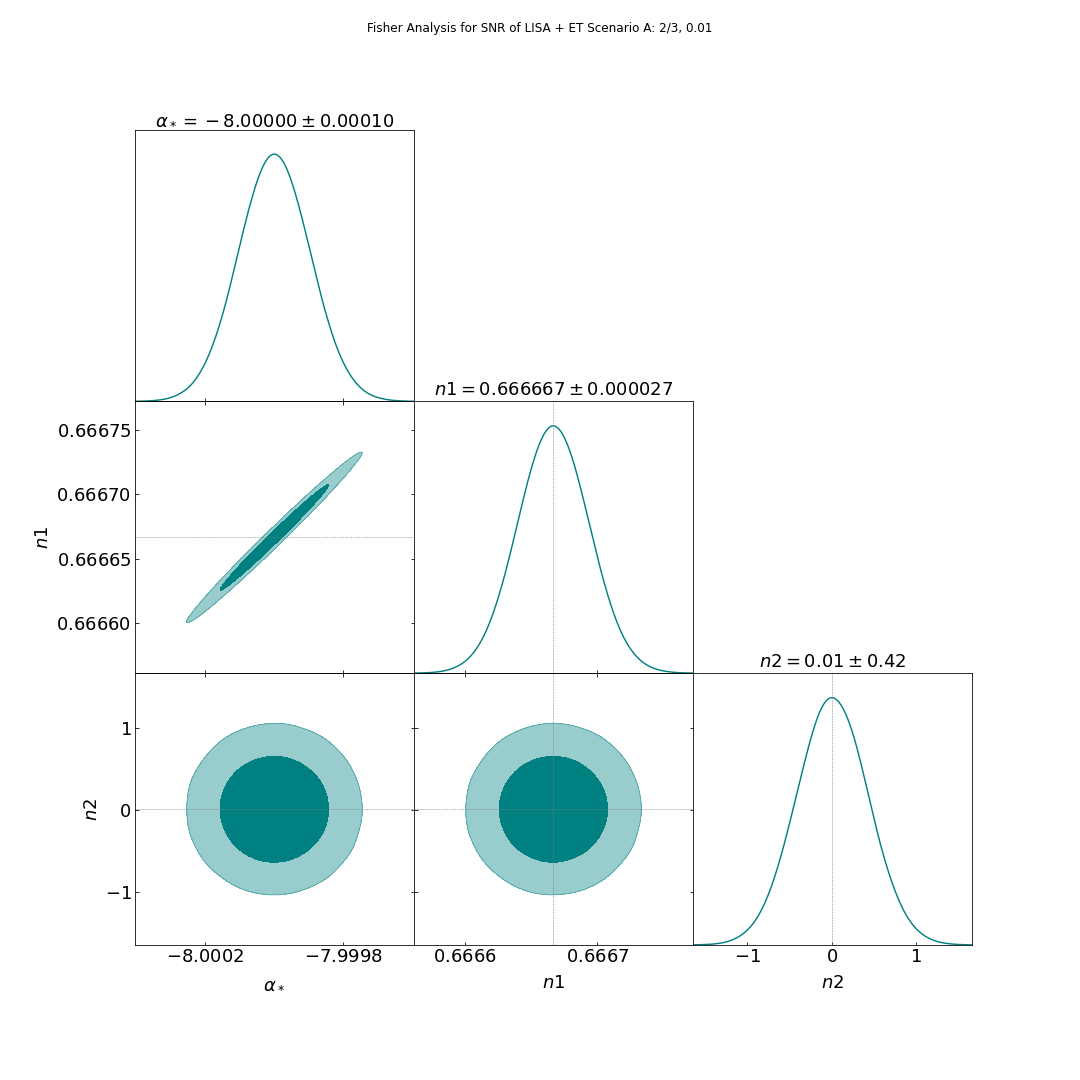 Fisher Analysis for SNR of LISA + ET Scenario A: 2/3, 0.01
α* = −8.00000 ± 0.00010
n1 = 0.666667 ± 0.000027
0.66675
0.66670
0.66665
0.66660
n1
n2 = 0.01 ± 0.42
1
0
−1
n2
−8.0002 −7.9998 0.6666 0.6667 −1 0 1
α* n1 n2